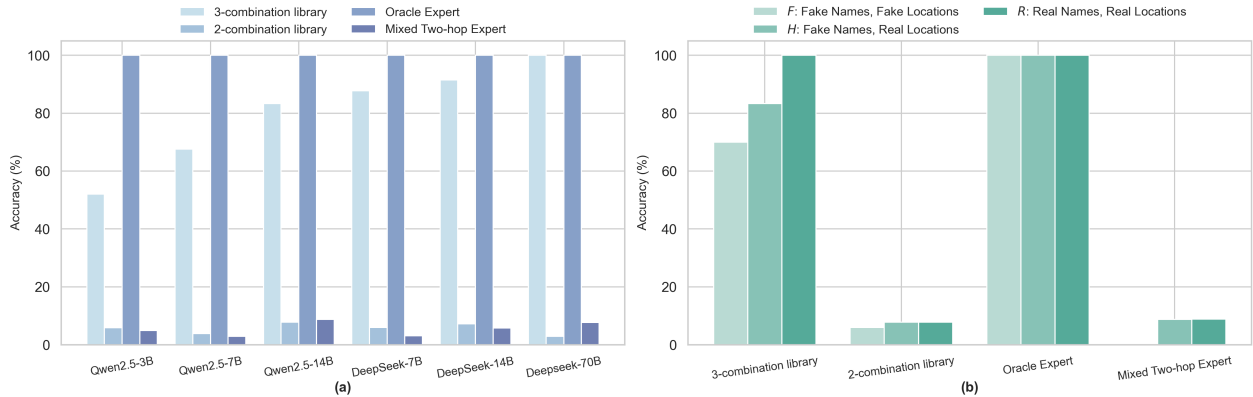 3-combination library
2-combination library
Oracle Expert
Mixed Two-hop Expert
Accuracy (%)
100
80
60
40
20
0
Qwen2.5-3B
Qwen2.5-7B
Qwen2.5-14B
DeepSeek-7B
DeepSeek-14B
Deepseek-70B
(a)
F: Fake Names, Fake Locations
H: Fake Names, Real Locations
R: Real Names, Real Locations
Accuracy (%)
100
80
60
40
20
0
3-combination library
2-combination library
Oracle Expert
Mixed Two-hop Expert
(b)